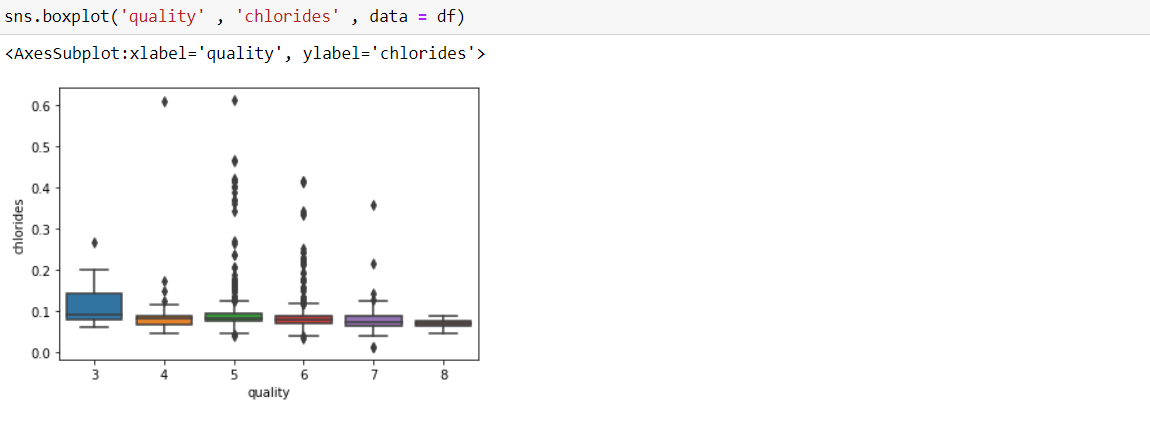 sns.boxplot('quality' , 'chlorides' , data = df)
<AxesSubplot:xlabel='quality', ylabel='chlorides'>
0.6
0.5
0.4
0.3
0.2
0.1
0.0
chlorides
3 4 5 6 7 8
quality